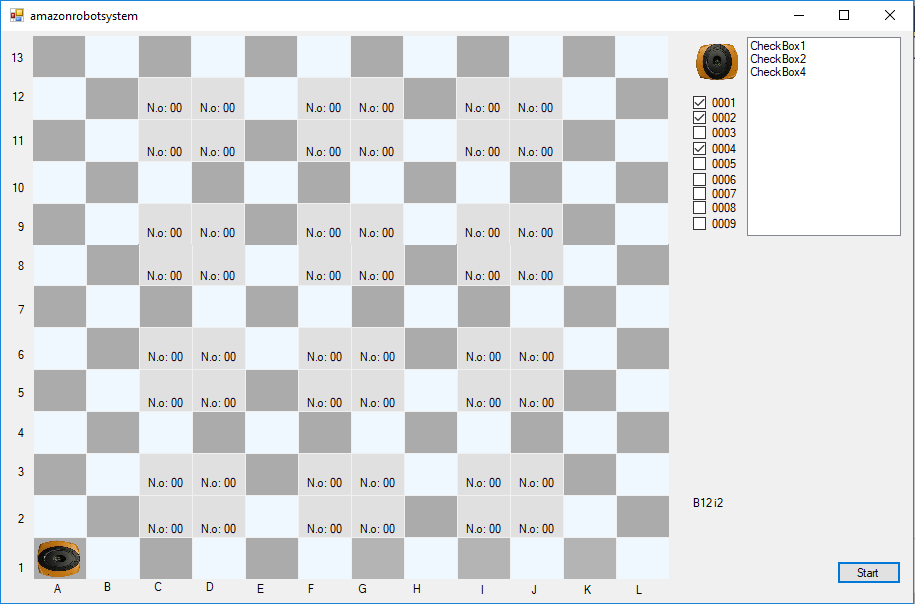 amazonrobotsystem
13
CheckBox1
CheckBox2
CheckBox4
12 N.o: 00 N.o: 00 N.o: 00 N.o: 00 N.o: 00 N.o: 00
0001
0002
0003
0004
0005
0006
0007
0008
0009
11 N.o: 00 N.o: 00 N.o: 00 N.o: 00 N.o: 00 N.o: 00
10
9 N.o: 00 N.o: 00 N.o: 00 N.o: 00 N.o: 00 N.o: 00
8 N.o: 00 N.o: 00 N.o: 00 N.o: 00 N.o: 00 N.o: 00
7
6 N.o: 00 N.o: 00 N.o: 00 N.o: 00 N.o: 00 N.o: 00
5 N.o: 00 N.o: 00 N.o: 00 N.o: 00 N.o: 00 N.o: 00
4
3 N.o: 00 N.o: 00 N.o: 00 N.o: 00 N.o: 00 N.o: 00
B12 i2
2 N.o: 00 N.o: 00 N.o: 00 N.o: 00 N.o: 00 N.o: 00
1
Start
A B C D E F G H I J K L